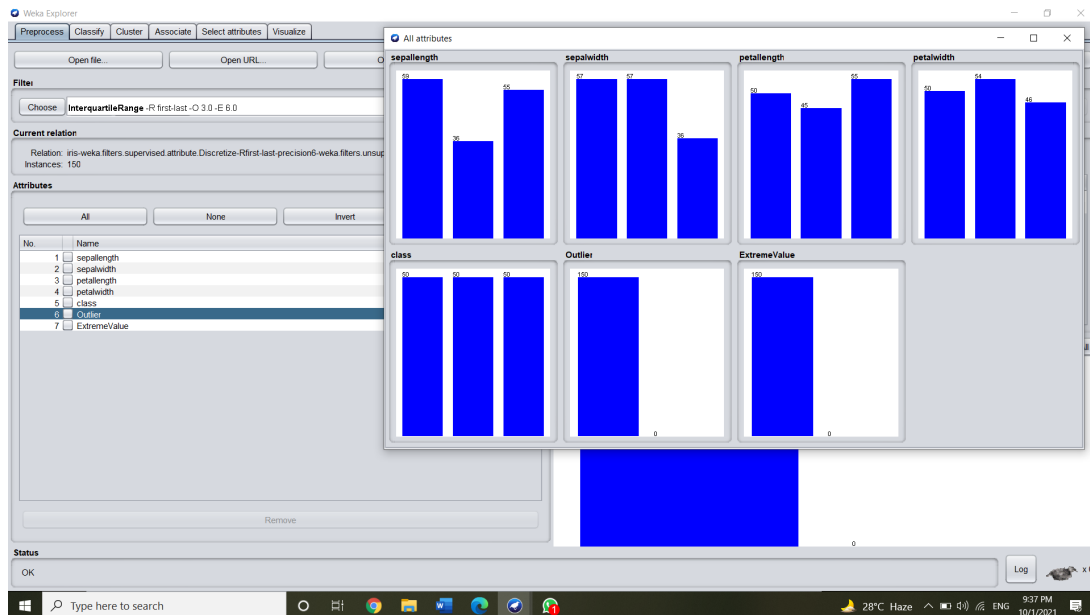 Weka Explorer
Preprocess Classify Cluster Associate Select attributes Visualize
Open file... Open URL... O
Filter
Choose InterquartileRange -R first-last -O 3.0 -E 6.0
Current relation
Relation: iris-weka.filters.supervised.attribute.Discretize-Rfirst-last-precision6-weka.filters.unsup
Instances: 150
Attributes
All None Invert
No. Name
1 sepallength
2 sepalwidth
3 petallength
4 petalwidth
5 class
6 Outlier
7 ExtremeValue
Remove
Status
OK
Log
x
All attributes
sepallength sepalwidth petallength petalwidth
59 36 55
57 57 36
50 45 55
50 54 46
class Outlier ExtremeValue
50 50 50
150 0
150 0
0
Type here to search
1
28°C Haze
ENG
9:37 PM
10/1/2021